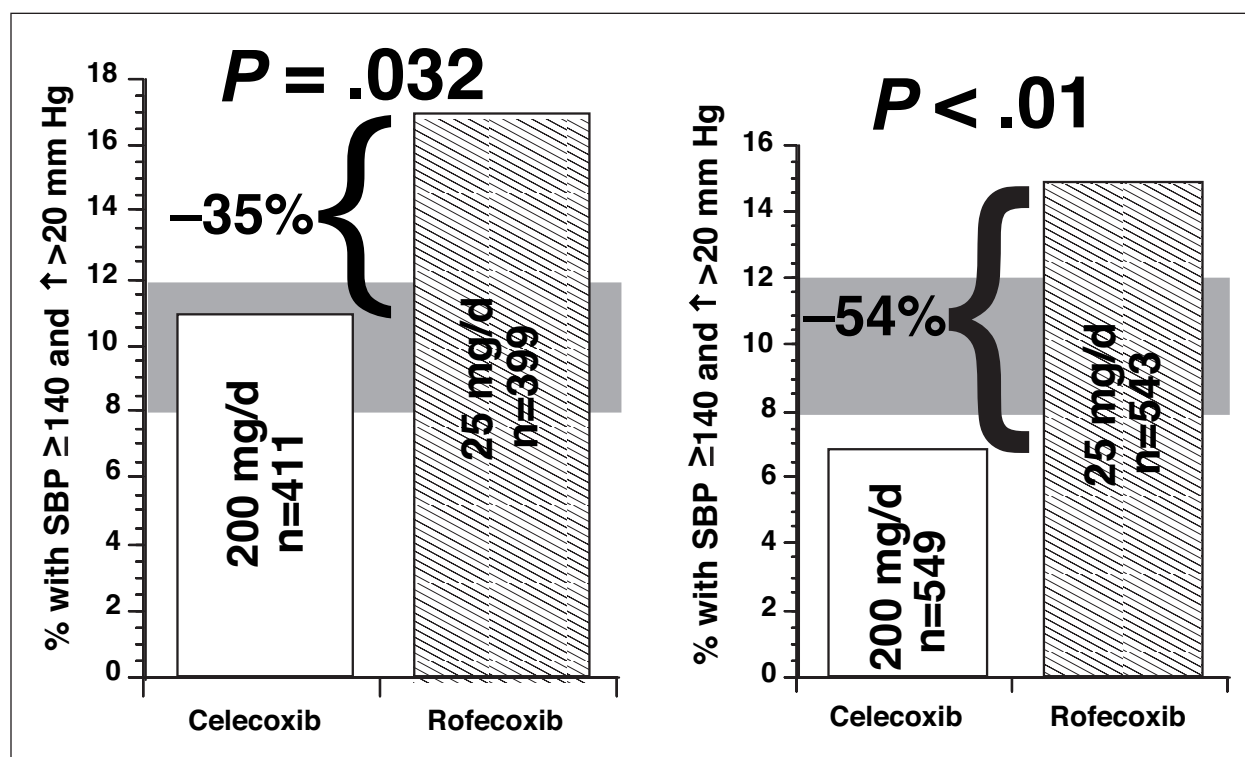 P = .032
% with SBP ≥140 and ↑>20 mm Hg
18
16
14
12
10
8
6
4
2
0
–35%
200 mg/d
n=411
25 mg/d
n=399
Celecoxib
Rofecoxib
P < .01
% with SBP ≥140 and ↑>20 mm Hg
16
14
12
10
8
6
4
2
0
–54%
200 mg/d
n=549
25 mg/d
n=543
Celecoxib
Rofecoxib